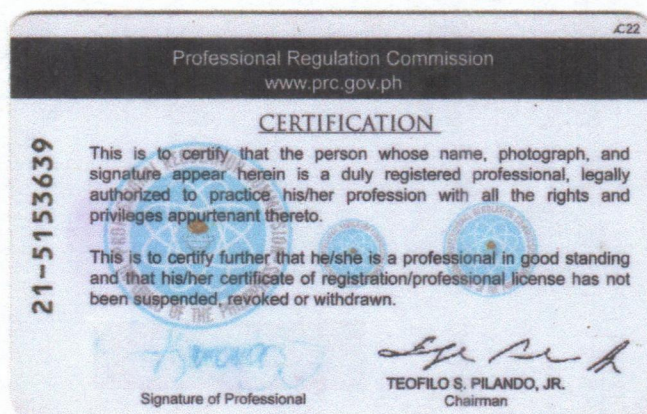 C22
Professional Regulation Commission
www.prc.gov.ph
CERTIFICATION
21-5153639
This is to certify that the person whose name, photograph, and
signature appear herein is a duly registered professional, legally
authorized to practice his/her profession with all the rights and
privileges appurtenant thereto.
This is to certify further that he/she is a professional in good standing
and that his/her certificate of registration/professional license has not
been suspended, revoked or withdrawn.
Signature of Professional
TEOFILO S. PILANDO, JR.
Chairman